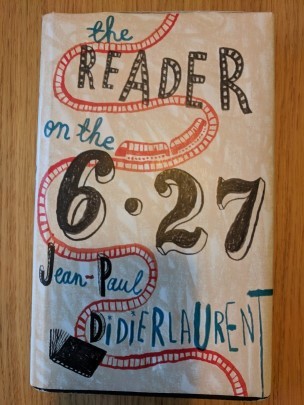 the
READER
on the
6·27
Jean-Paul
DIDIERLAURENT